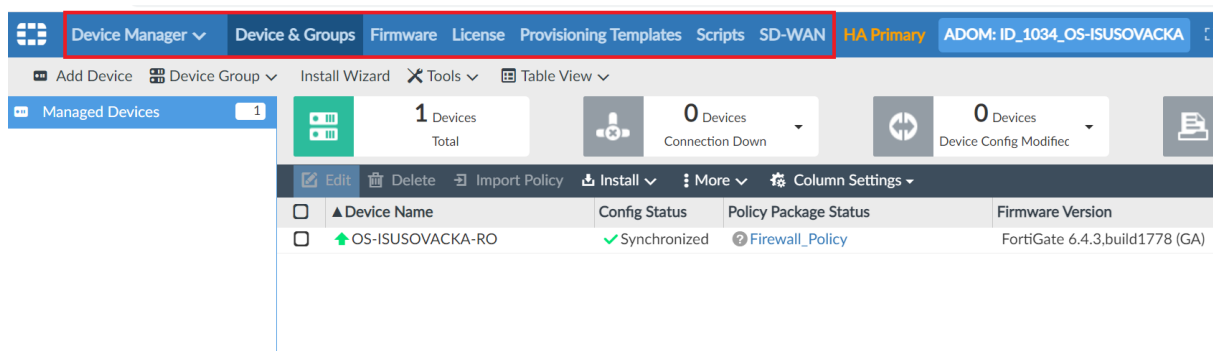 Device Manager Device & Groups Firmware License Provisioning Templates Scripts SD-WAN HA Primary ADOM: ID_1034_OS-ISUSOVACKA
Add Device Device Group Install Wizard Tools Table View
Managed Devices 1
1 Devices
Total
0 Devices
Connection Down
0 Devices
Device Config Modified
Edit Delete Import Policy Install More Column Settings
Device Name Config Status Policy Package Status Firmware Version
OS-ISUSOVACKA-RO Synchronized Firewall_Policy FortiGate 6.4.3,build1778 (GA)